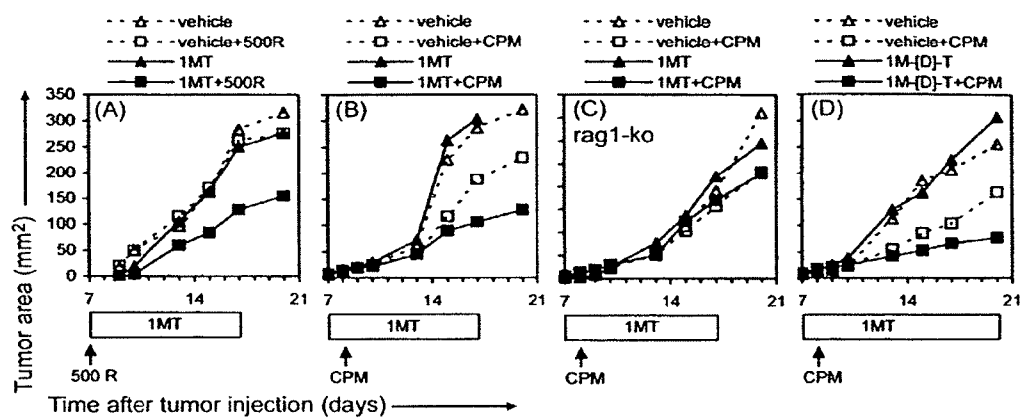 vehicle
vehicle+500R
1MT
1MT+500R
vehicle
vehicle+CPM
1MT
1MT+CPM
vehicle
vehicle+CPM
1MT
1MT+CPM
vehicle
vehicle+CPM
1M-[D]-T
1M-[D]-T+CPM
Tumor area (mm²)
350
300
250
200
150
100
50
0
(A)
(B)
(C)
rag1-ko
(D)
7 14 21
7 14 21
7 14 21
7 14 21
1MT
1MT
1MT
1MT
500 R
CPM
CPM
CPM
Time after tumor injection (days)